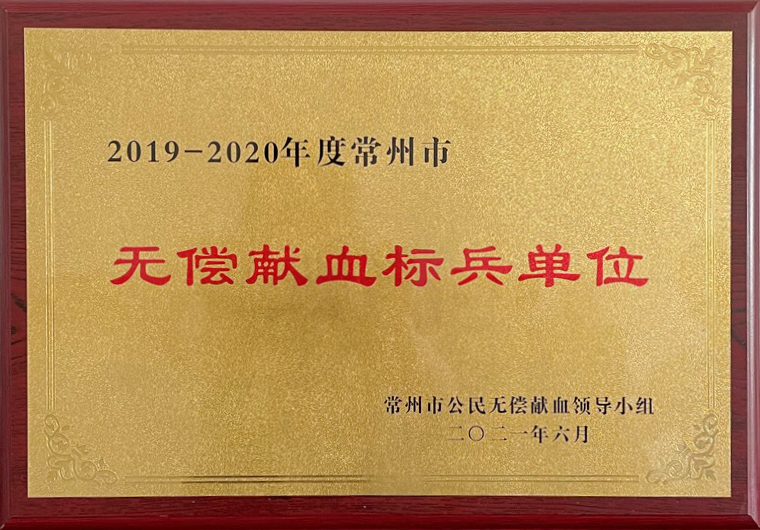 2019-2020年度常州市
无偿献血标兵单位
常州市公民无偿献血领导小组
二〇二一年六月